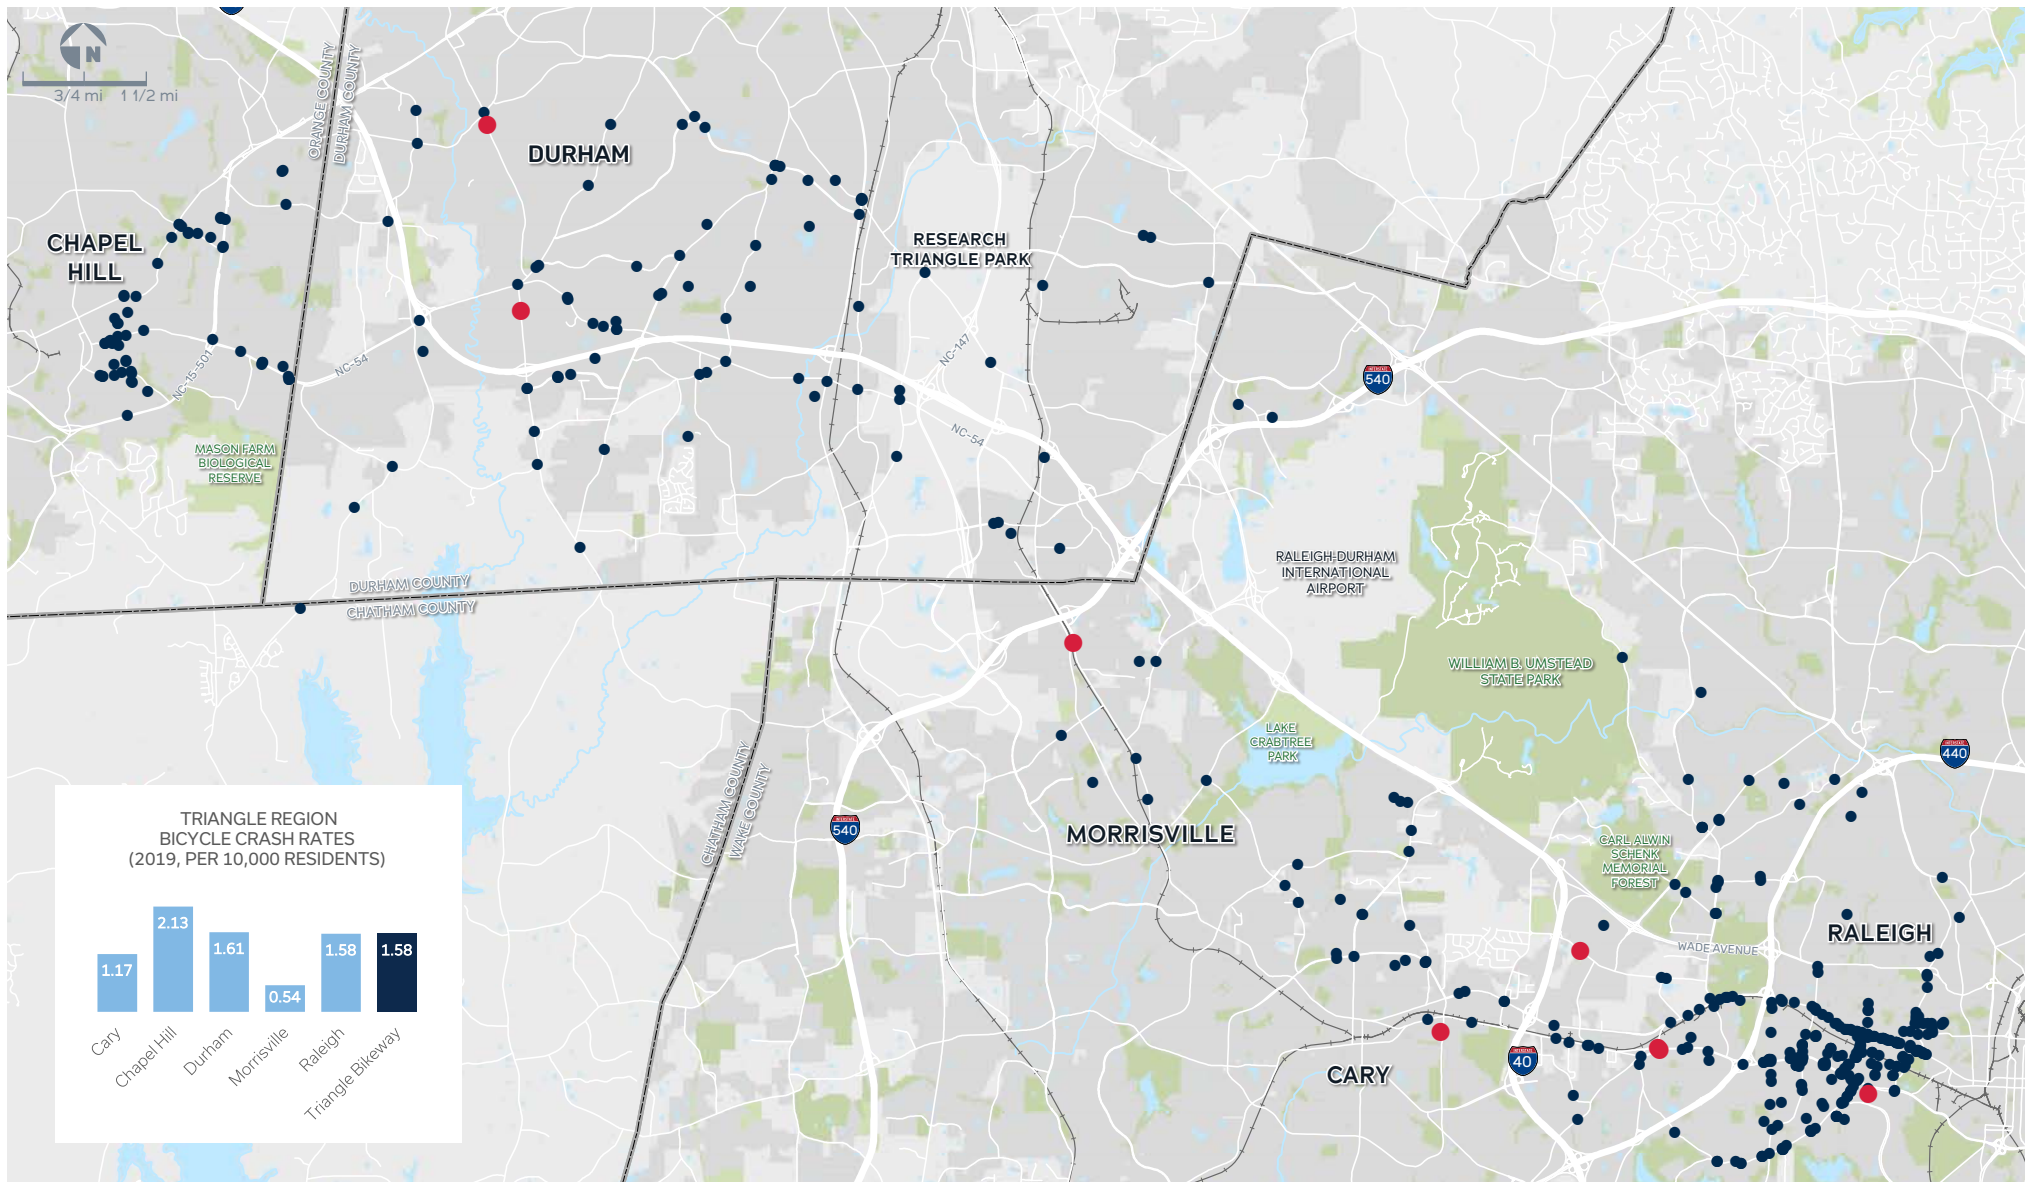 N
3/4 mi 1 1/2 mi
ORANGE COUNTY
DURHAM COUNTY
DURHAM
CHAPEL
HILL
RESEARCH
TRIANGLE PARK
NC-147
NC-15-501
NC-54
INTERSTATE
540
NC-54
MASON FARM
BIOLOGICAL
RESERVE
RALEIGH-DURHAM
INTERNATIONAL
AIRPORT
DURHAM COUNTY
CHATHAM COUNTY
WILLIAM B. UMSTEAD
STATE PARK
LAKE
CRABTREE
PARK
INTERSTATE
440
CHATHAM COUNTY
WAKE COUNTY
INTERSTATE
540
MORRISVILLE
CARL ALWIN
SCHENK
MEMORIAL
FOREST
RALEIGH
WADE AVENUE
INTERSTATE
40
CARY
TRIANGLE REGION
BICYCLE CRASH RATES
(2019, PER 10,000 RESIDENTS)
1.17
2.13
1.61
0.54
1.58
1.58
Cary
Chapel Hill
Durham
Morrisville
Raleigh
Triangle Bikeway